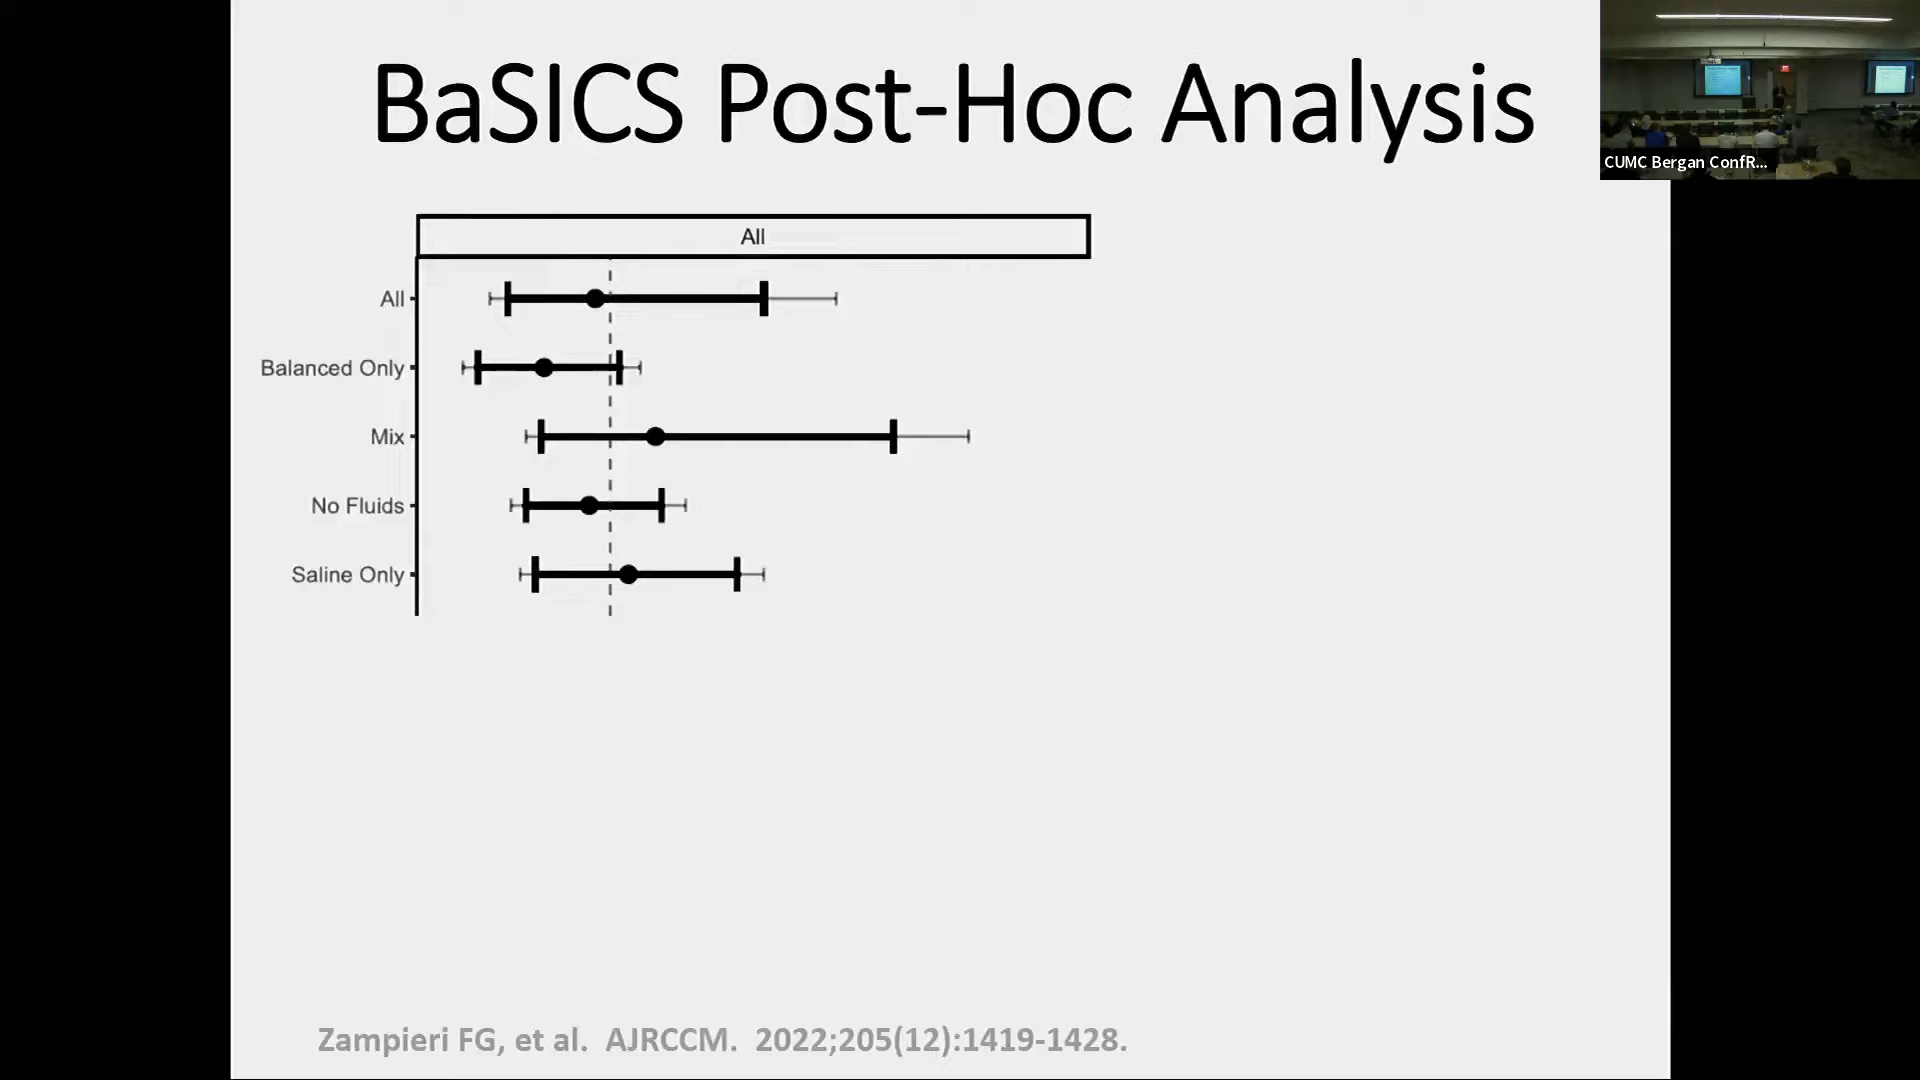 BaSICS Post-Hoc Analysis
CUMC Bergan ConfR...
All
All
Balanced Only
Mix
No Fluids
Saline Only
Zampieri FG, et al. AJRCCM. 2022;205(12):1419-1428.